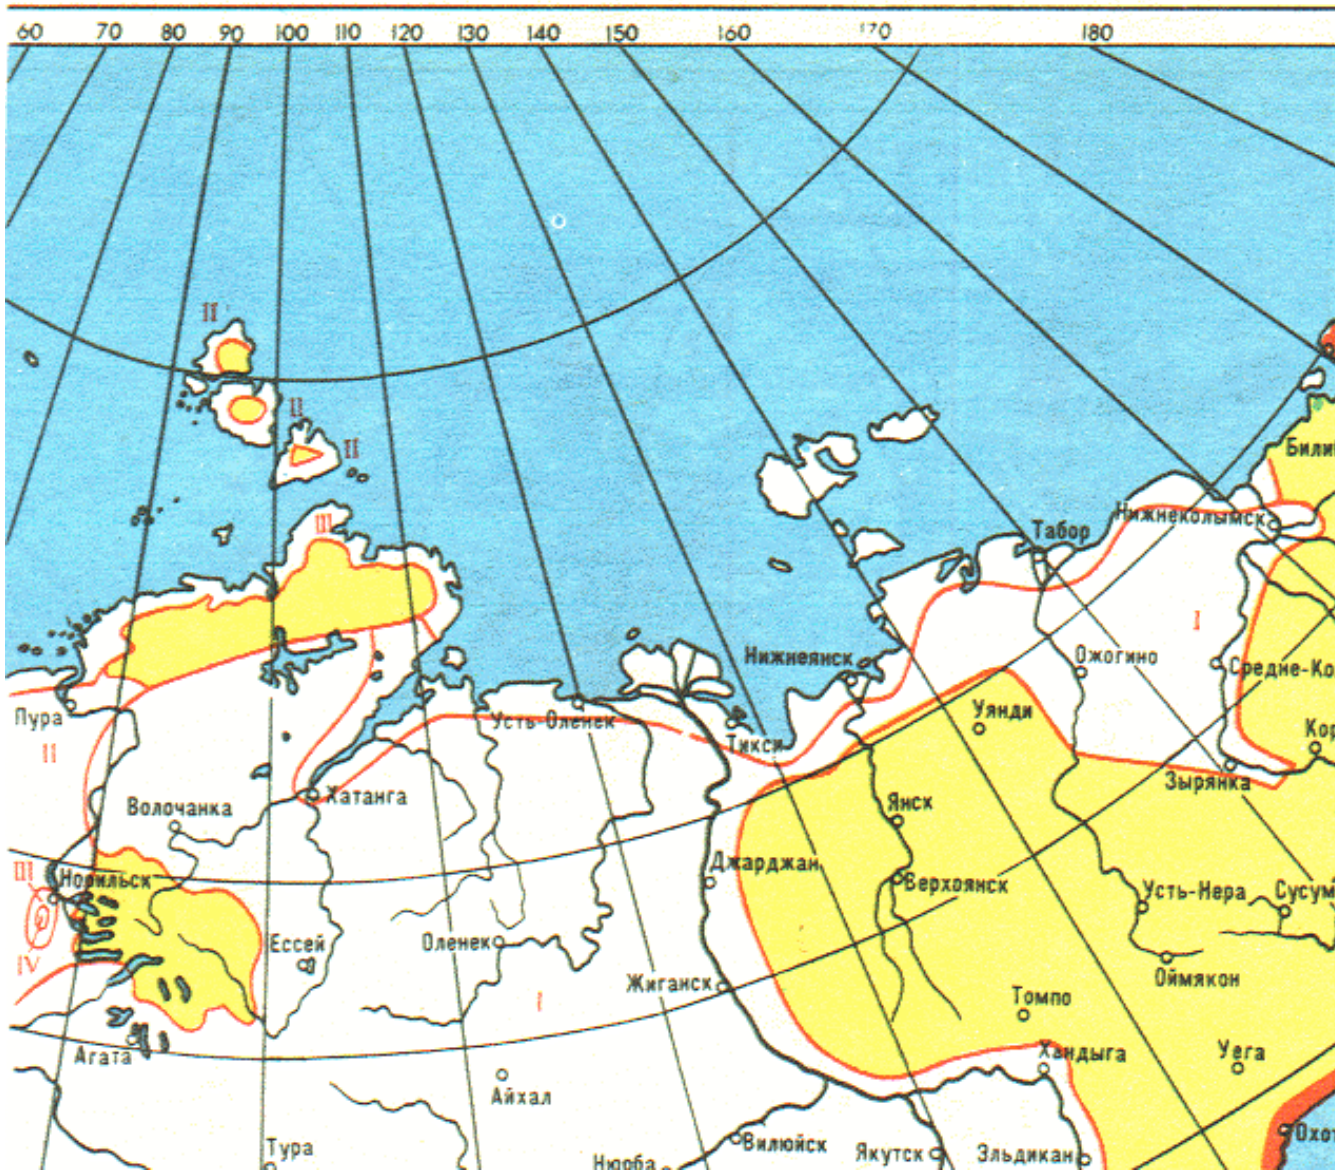 60 70 80 90 100 110 120 130 140 150 160 170 180
II
II
II
Били
III
Нижнеколымск
Табор
I
Нижнеянск
Ожогино
Средне-Ко
Пура
Усть-Оленек
Уянди
Тикси
Кор
II
Зырянка
Хатанга
Волочанка
Янск
III
Норильск
Джарджан
Верхоянск
Усть-Нера
Сусум
Ессей
Оленек
IV
Жиганск
I
Оймякон
Томпо
Агата
Хандыга
Уега
Айхал
Вилюйск
Якутск
Эльдикан
Охот
Тура
Нюрба